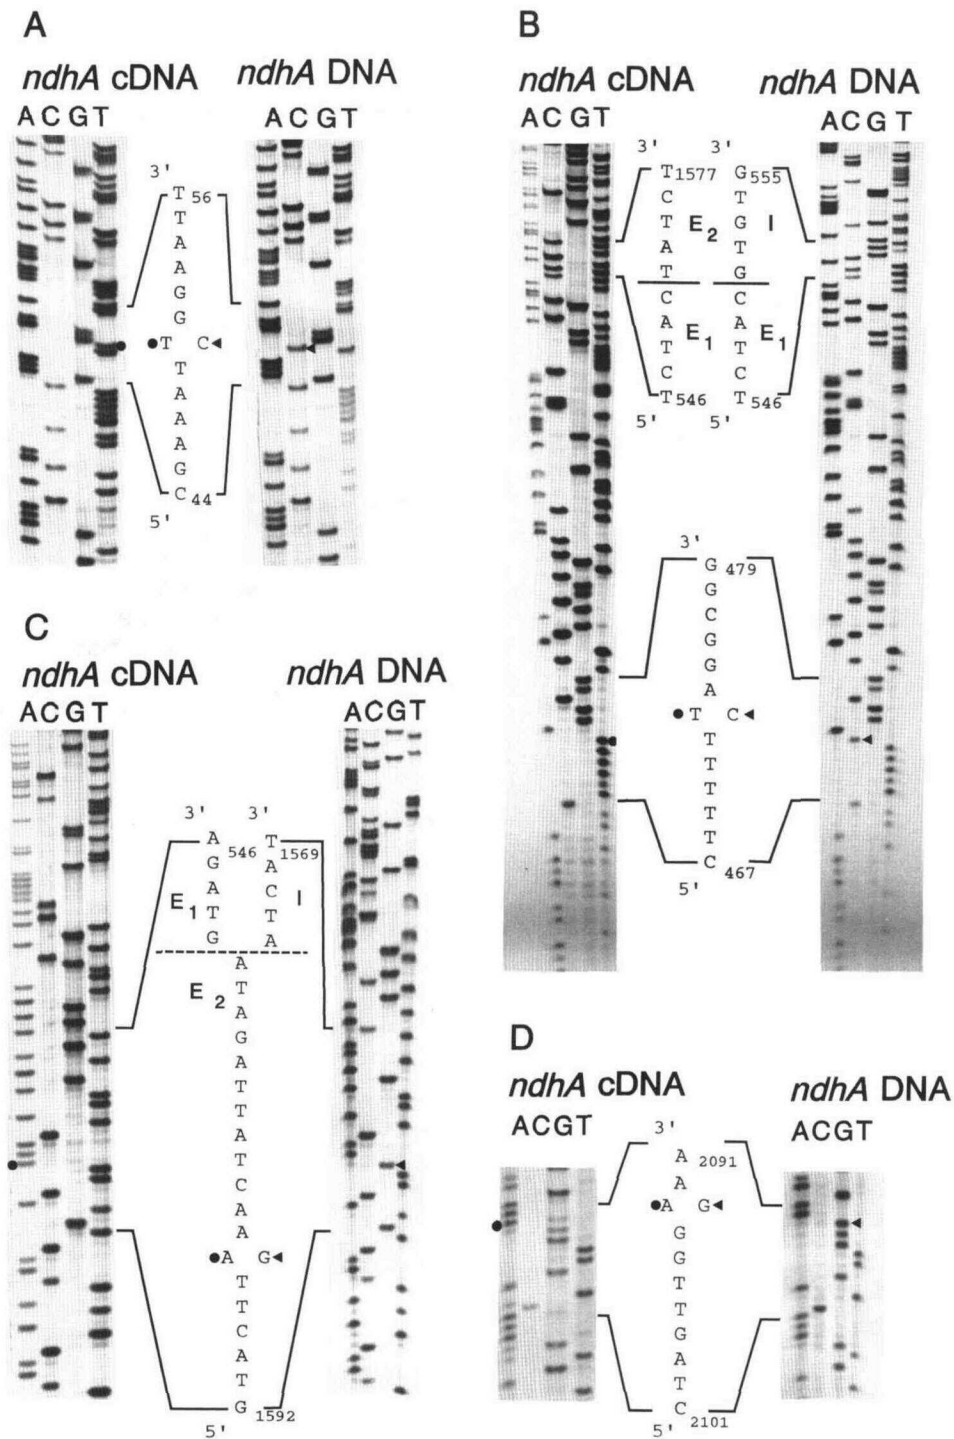 A
ndhA cDNA
ndhA DNA
A C G T
A C G T
3'
T 56
T
A
A
G
G
●T C◀
T
A
A
A
G
C 44
5'
B
ndhA cDNA
ndhA DNA
A C G T
A C G T
3' 3'
T 1577 G 555
C T
T E2 G I
A T
T G
C C
A E1 A E1
T T
C C
T 546 T 546
5' 5'
3'
G 479
G
C
G
G
A
●T C◀
T
T
T
T
T
C 467
5'
C
ndhA cDNA
ndhA DNA
A C G T
A C G T
3' 3'
A 546 T 1569
G A
A C
E1 T T I
G A
A
E2 T
A
G
A
T
T
A
T
C
A
A
●A G◀
T
T
C
A
T
G 1592
5'
D
ndhA cDNA
ndhA DNA
A C G T
A C G T
3'
A 2091
A
●A G◀
G
G
T
T
G
A
T
C 2101
5'